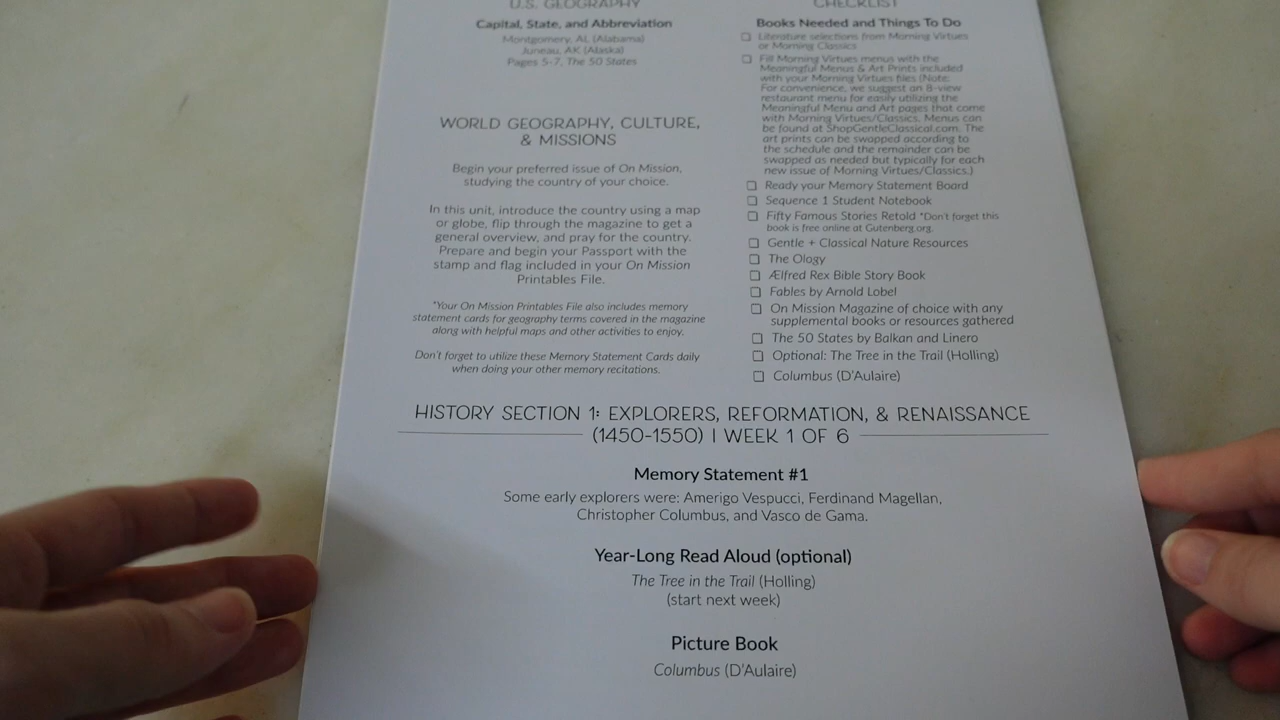 U.S. GEOGRAPHY
Capital, State, and Abbreviation
Montgomery, AL (Alabama)
Juneau, AK (Alaska)
Pages 5-7, The 50 States
WORLD GEOGRAPHY, CULTURE,
& MISSIONS
Begin your preferred issue of On Mission,
studying the country of your choice.
In this unit, introduce the country using a map
or globe, flip through the magazine to get a
general overview, and pray for the country.
Prepare and begin your Passport with the
stamp and flag included in your On Mission
Printables File.
*Your On Mission Printables File also includes memory
statement cards for geography terms covered in the magazine
along with helpful maps and other activities to enjoy.
Don't forget to utilize these Memory Statement Cards daily
when doing your other memory recitations.
CHECKLIST
Books Needed and Things To Do
Literature selections from Morning Virtues
or Morning Classics
Fill Morning Virtues menus with the
Meaningful Menus & Art Prints included
with your Morning Virtues files (Note:
For convenience, we suggest an 8-view
restaurant menu for easily utilizing the
Meaningful Menu and Art pages that come
with Morning Virtues/Classics. Menus can
be found at ShopGentleClassical.com. The
art prints can be swapped according to
the schedule and the remainder can be
swapped as needed but typically for each
new issue of Morning Virtues/Classics.)
Ready your Memory Statement Board
Sequence 1 Student Notebook
Fifty Famous Stories Retold *Don't forget this
book is free online at Gutenberg.org.
Gentle + Classical Nature Resources
The Ology
Ælfred Rex Bible Story Book
Fables by Arnold Lobel
On Mission Magazine of choice with any
supplemental books or resources gathered
The 50 States by Balkan and Linero
Optional: The Tree in the Trail (Holling)
Columbus (D'Aulaire)
HISTORY SECTION 1: EXPLORERS, REFORMATION, & RENAISSANCE
(1450-1550) | WEEK 1 OF 6
Memory Statement #1
Some early explorers were: Amerigo Vespucci, Ferdinand Magellan,
Christopher Columbus, and Vasco de Gama.
Year-Long Read Aloud (optional)
The Tree in the Trail (Holling)
(start next week)
Picture Book
Columbus (D'Aulaire)